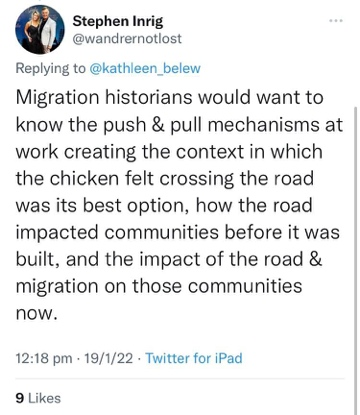 Stephen Inrig
@wandrernotlost
Replying to @kathleen_belew
Migration historians would want to
know the push & pull mechanisms at
work creating the context in which
the chicken felt crossing the road
was its best option, how the road
impacted communities before it was
built, and the impact of the road &
migration on those communities
now.
12:18 pm · 19/1/22 · Twitter for iPad
9 Likes